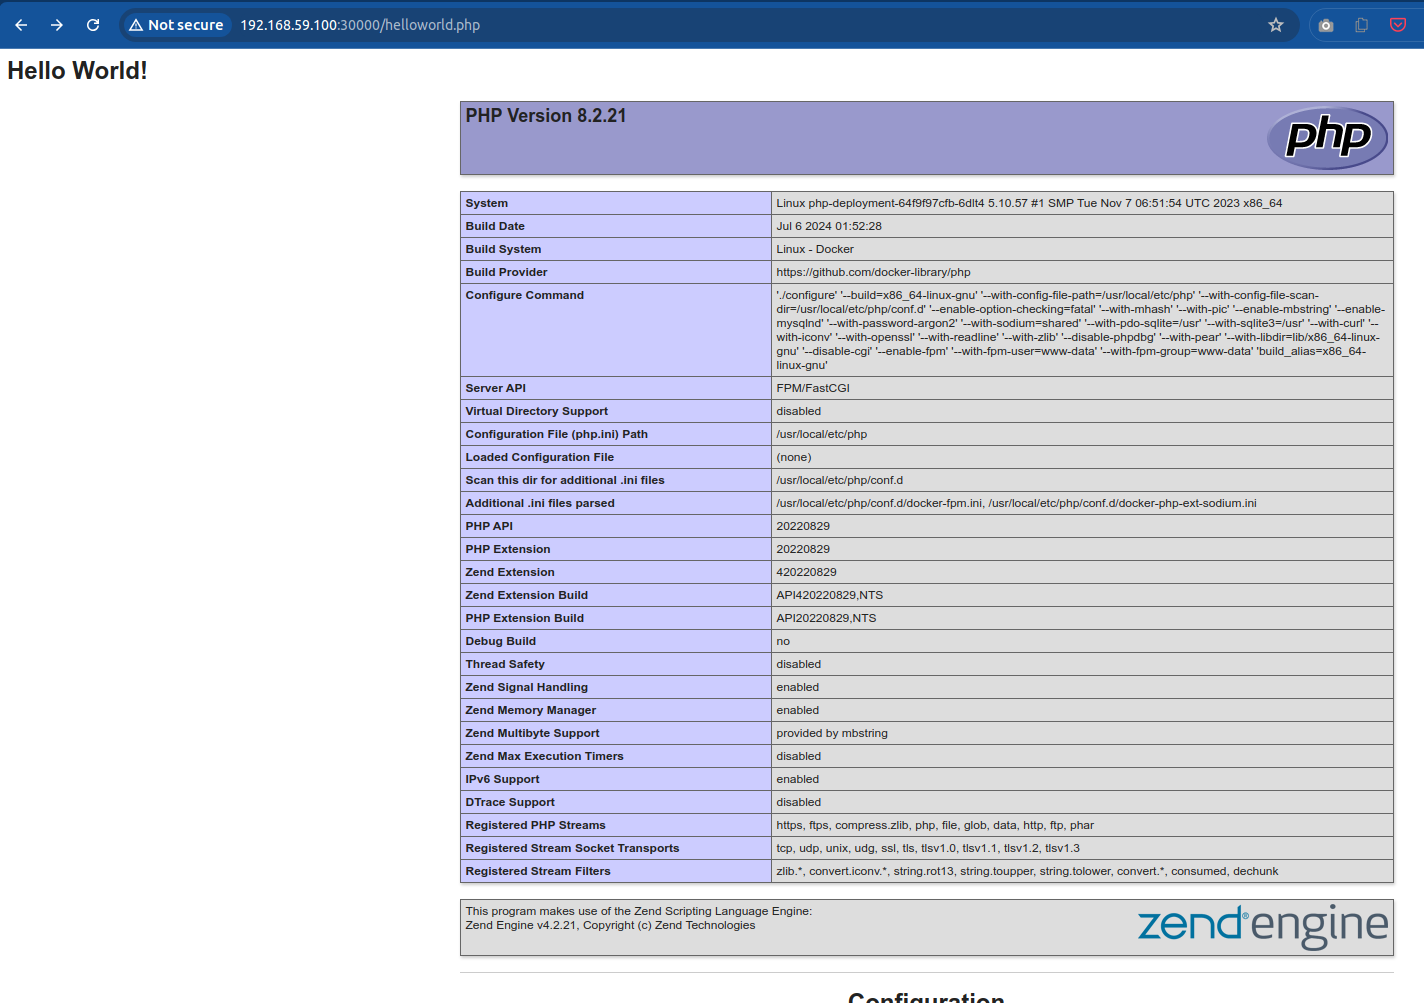 Not secure 192.168.59.100:30000/helloworld.php
Hello World!
PHP Version 8.2.21
php
System Linux php-deployment-64f9f97cfb-6dlt4 5.10.57 #1 SMP Tue Nov 7 06:51:54 UTC 2023 x86_64
Build Date Jul 6 2024 01:52:28
Build System Linux - Docker
Build Provider https://github.com/docker-library/php
Configure Command './configure' '--build=x86_64-linux-gnu' '--with-config-file-path=/usr/local/etc/php' '--with-config-file-scan-
dir=/usr/local/etc/php/conf.d' '--enable-option-checking=fatal' '--with-mhash' '--with-pic' '--enable-mbstring' '--enable-
mysqlnd' '--with-password-argon2' '--with-sodium=shared' '--with-pdo-sqlite=/usr' '--with-sqlite3=/usr' '--with-curl' '--
with-iconv' '--with-openssl' '--with-readline' '--with-zlib' '--disable-phpdbg' '--with-pear' '--with-libdir=lib/x86_64-linux-
gnu' '--disable-cgi' '--enable-fpm' '--with-fpm-user=www-data' '--with-fpm-group=www-data' 'build_alias=x86_64-
linux-gnu'
Server API FPM/FastCGI
Virtual Directory Support disabled
Configuration File (php.ini) Path /usr/local/etc/php
Loaded Configuration File (none)
Scan this dir for additional .ini files /usr/local/etc/php/conf.d
Additional .ini files parsed /usr/local/etc/php/conf.d/docker-fpm.ini, /usr/local/etc/php/conf.d/docker-php-ext-sodium.ini
PHP API 20220829
PHP Extension 20220829
Zend Extension 420220829
Zend Extension Build API420220829,NTS
PHP Extension Build API20220829,NTS
Debug Build no
Thread Safety disabled
Zend Signal Handling enabled
Zend Memory Manager enabled
Zend Multibyte Support provided by mbstring
Zend Max Execution Timers disabled
IPv6 Support enabled
DTrace Support disabled
Registered PHP Streams https, ftps, compress.zlib, php, file, glob, data, http, ftp, phar
Registered Stream Socket Transports tcp, udp, unix, udg, ssl, tls, tlsv1.0, tlsv1.1, tlsv1.2, tlsv1.3
Registered Stream Filters zlib.*, convert.iconv.*, string.rot13, string.toupper, string.tolower, convert.*, consumed, dechunk
This program makes use of the Zend Scripting Language Engine:
Zend Engine v4.2.21, Copyright (c) Zend Technologies
zend® engine
Configuration